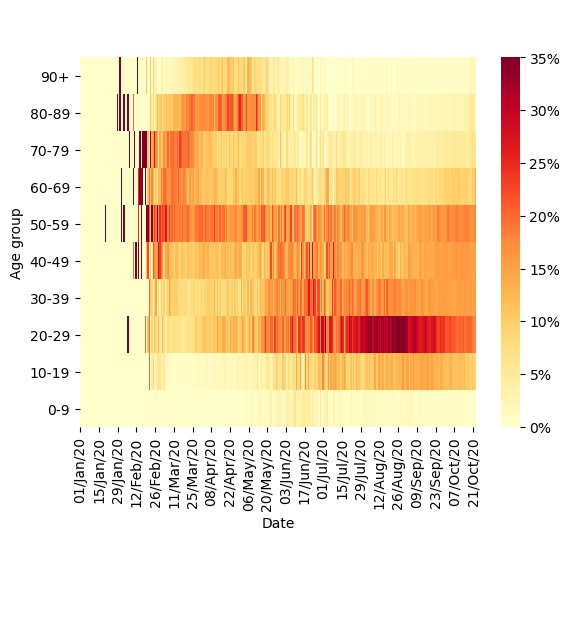 35%
90+
80-89
30%
70-79
25%
60-69
20%
50-59
Age group
15%
40-49
30-39
10%
20-29
5%
10-19
0-9
0%
01/Jan/20
15/Jan/20
29/Jan/20
12/Feb/20
26/Feb/20
11/Mar/20
25/Mar/20
08/Apr/20
22/Apr/20
06/May/20
20/May/20
03/Jun/20
17/Jun/20
01/Jul/20
15/Jul/20
29/Jul/20
12/Aug/20
26/Aug/20
09/Sep/20
23/Sep/20
07/Oct/20
21/Oct/20
Date